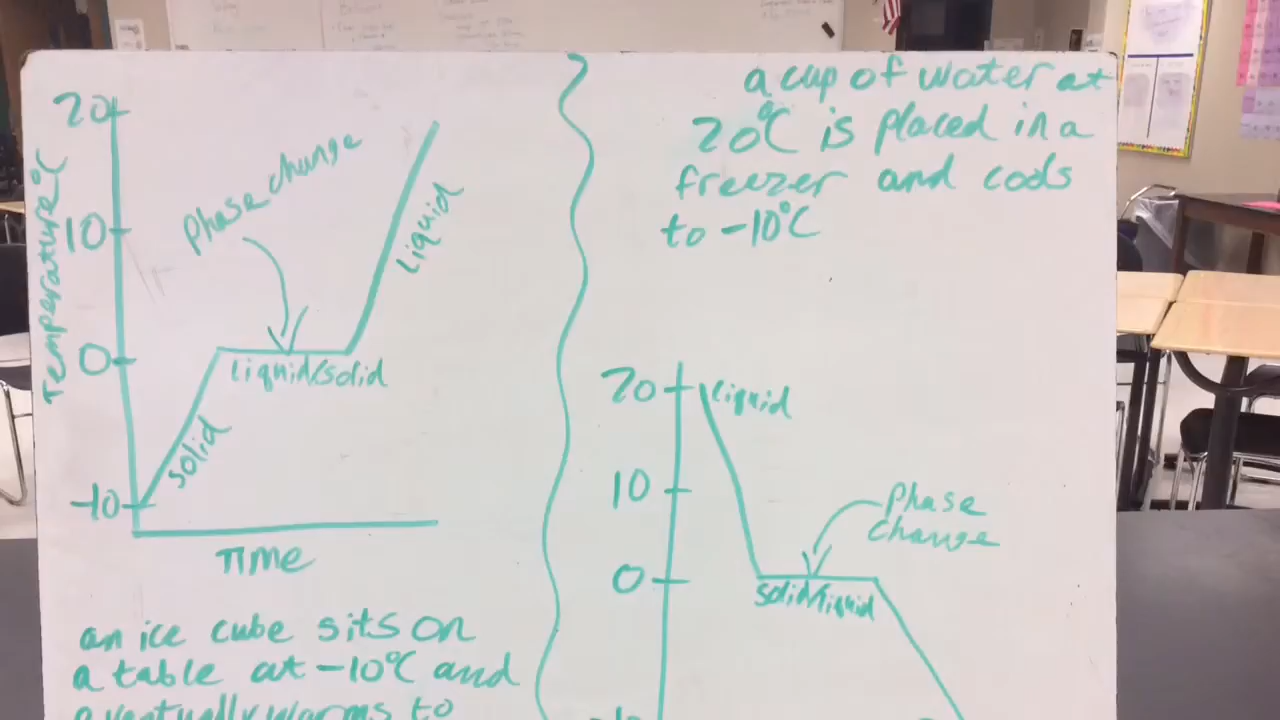 20
Temperature °C
10
0
-10
Phase change
Liquid
liquid/solid
solid
Time
an ice cube sits on
a table at -10°C and
eventually warms to
a cup of water at
20°C is placed in a
freezer and cools
to -10°C
20
liquid
10
Phase
change
0
solid/liquid